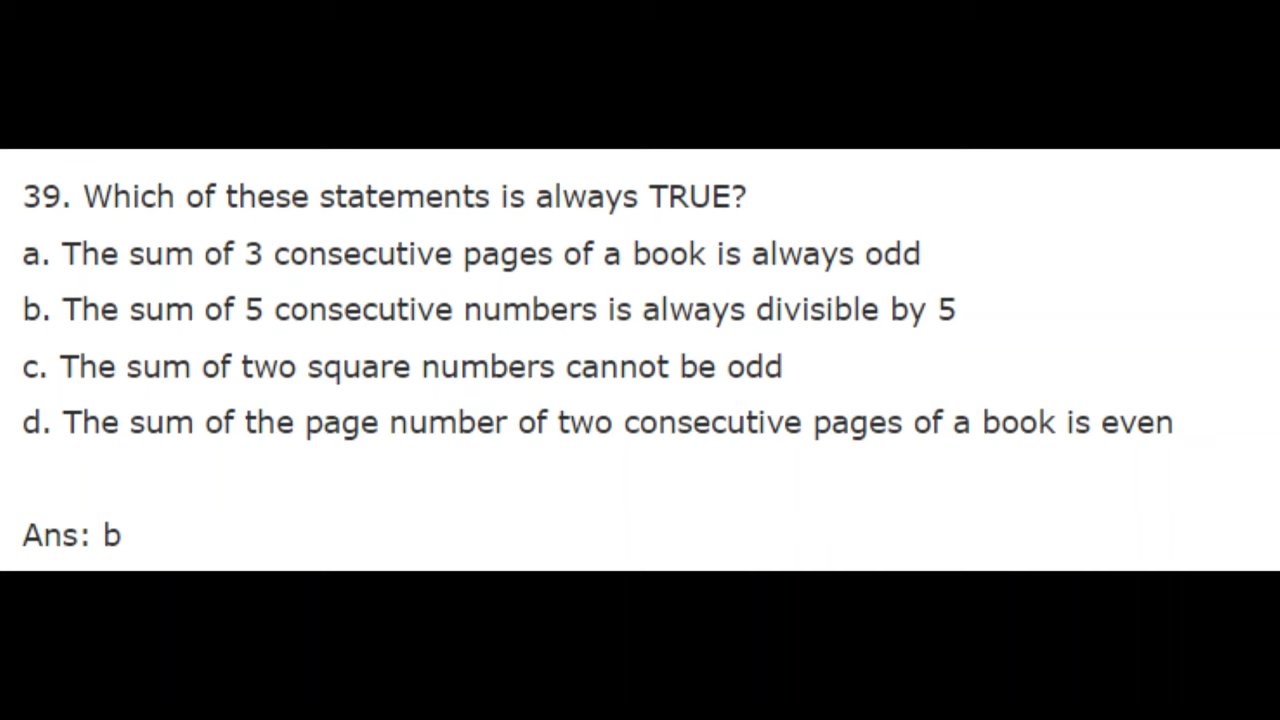 39. Which of these statements is always TRUE?
a. The sum of 3 consecutive pages of a book is always odd
b. The sum of 5 consecutive numbers is always divisible by 5
c. The sum of two square numbers cannot be odd
d. The sum of the page number of two consecutive pages of a book is even
Ans: b